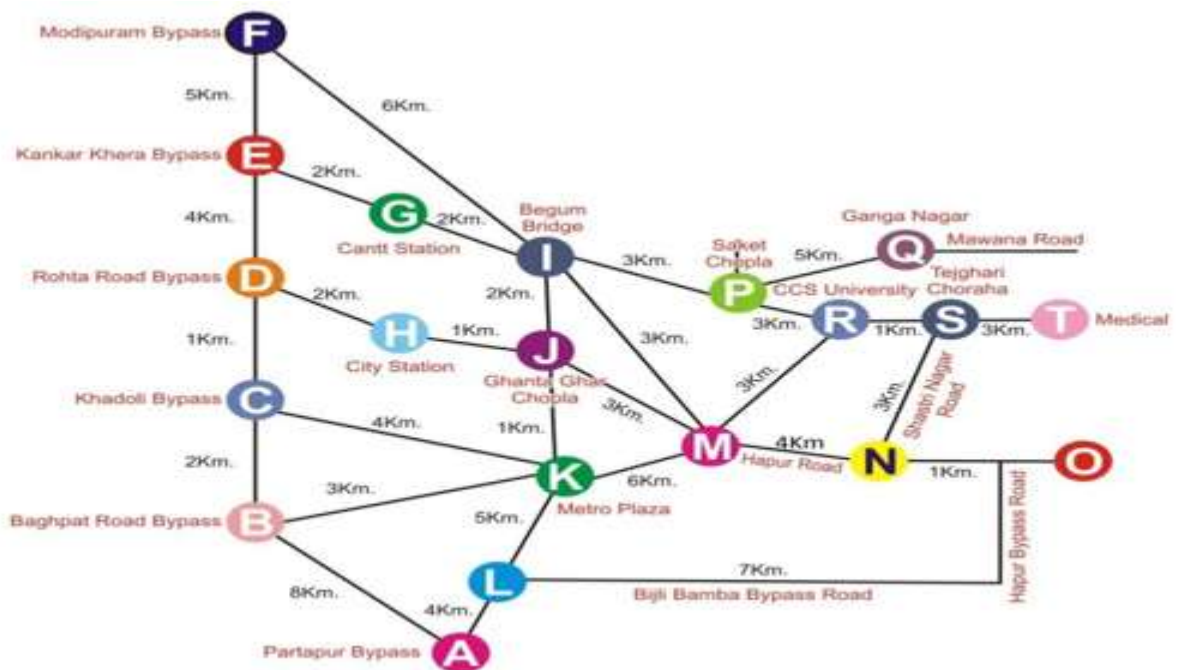 Modipuram Bypass
F
5Km.
6Km.
Kankar Khera Bypass
E
2Km.
G
2Km.
Cantt Station
Begum
Bridge
I
4Km.
Rohta Road Bypass
D
2Km.
H
1Km.
City Station
2Km.
J
Ghanta Ghar
Chopla
3Km.
Saket
Chopla
P
5Km.
Ganga Nagar
Q
Mawana Road
CCS University
Tejghari
Choraha
3Km.
R
1Km.
S
3Km.
T
Medical
3Km.
3Km.
3Km.
3Km.
Shastri Nagar
Road
1Km.
Khadoli Bypass
C
4Km.
1Km.
M
4Km
Hapur Road
N
1Km.
O
2Km.
3Km.
K
6Km.
Metro Plaza
Baghpat Road Bypass
B
5Km.
L
7Km.
Bijli Bamba Bypass Road
Hapur Bypass Road
8Km.
4Km.
Partapur Bypass
A